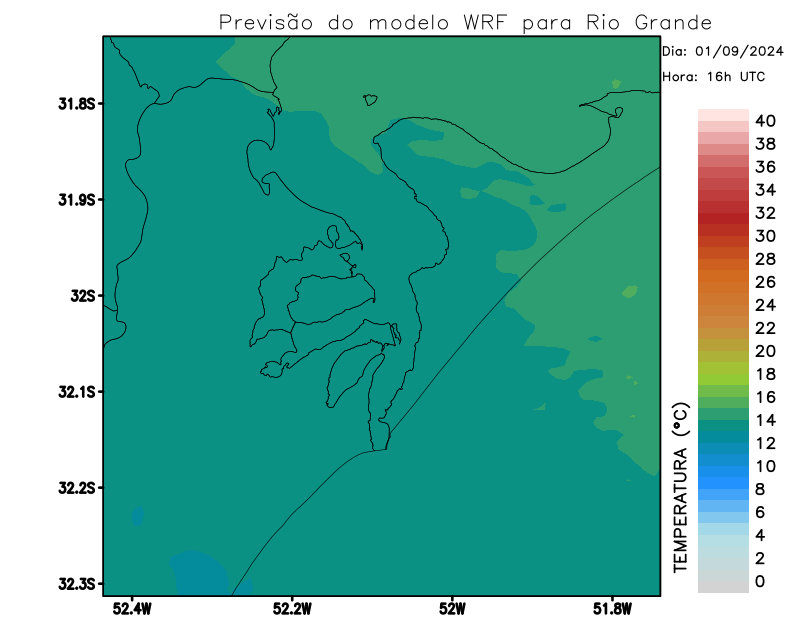 Previsão do modelo WRF para Rio Grande
Dia: 01/09/2024
Hora: 16h UTC
31.8S
31.9S
32S
32.1S
32.2S
32.3S
52.4W
52.2W
52W
51.8W
TEMPERATURA (°C)
40
38
36
34
32
30
28
26
24
22
20
18
16
14
12
10
8
6
4
2
0